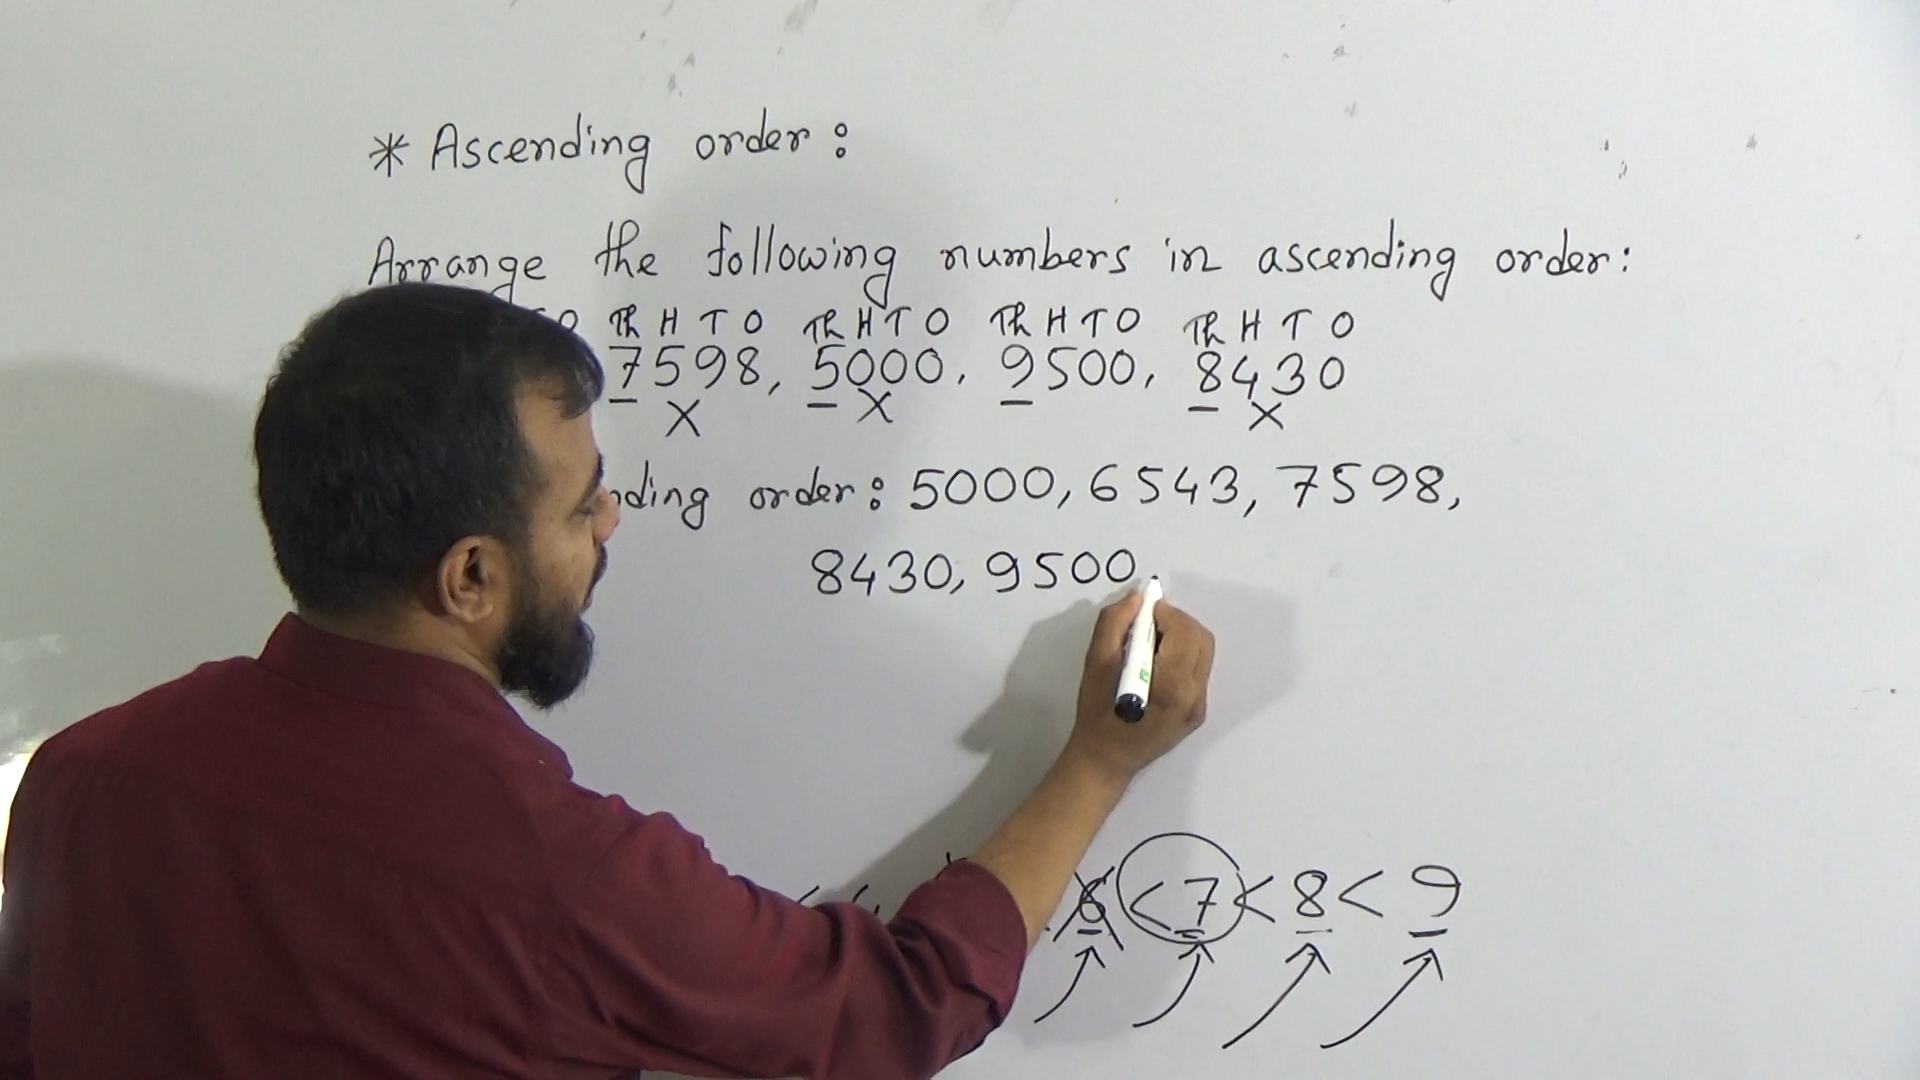 * Ascending order:
Arrange the following numbers in ascending order:
O Th H T O Th H T O Th H T O Th H T O
7598, 5000, 9500, 8430
X X X
nding order: 5000, 6543, 7598,
8430, 9500.
6 < 7 < 8 < 9